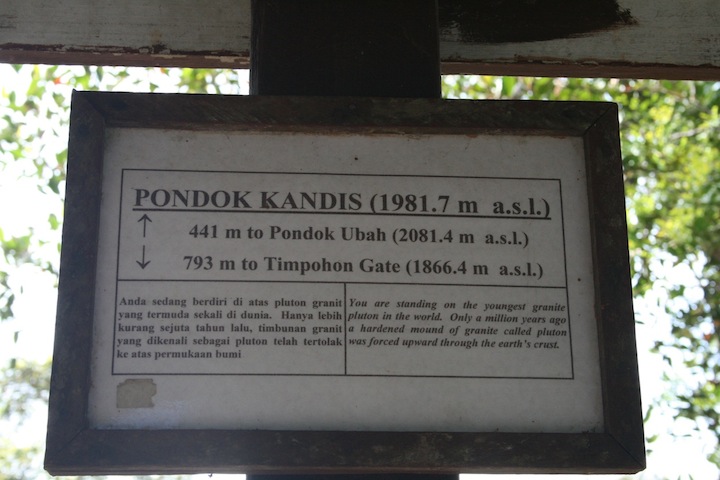 PONDOK KANDIS (1981.7 m a.s.l.)
↑ 441 m to Pondok Ubah (2081.4 m a.s.l.)
↓ 793 m to Timpohon Gate (1866.4 m a.s.l.)
Anda sedang berdiri di atas pluton granit
yang termuda sekali di dunia. Hanya lebih
kurang sejuta tahun lalu, timbunan granit
yang dikenali sebagai pluton telah tertolak
ke atas permukaan bumi
You are standing on the youngest granite
pluton in the world. Only a million years ago
a hardened mound of granite called pluton
was forced upward through the earth's crust.